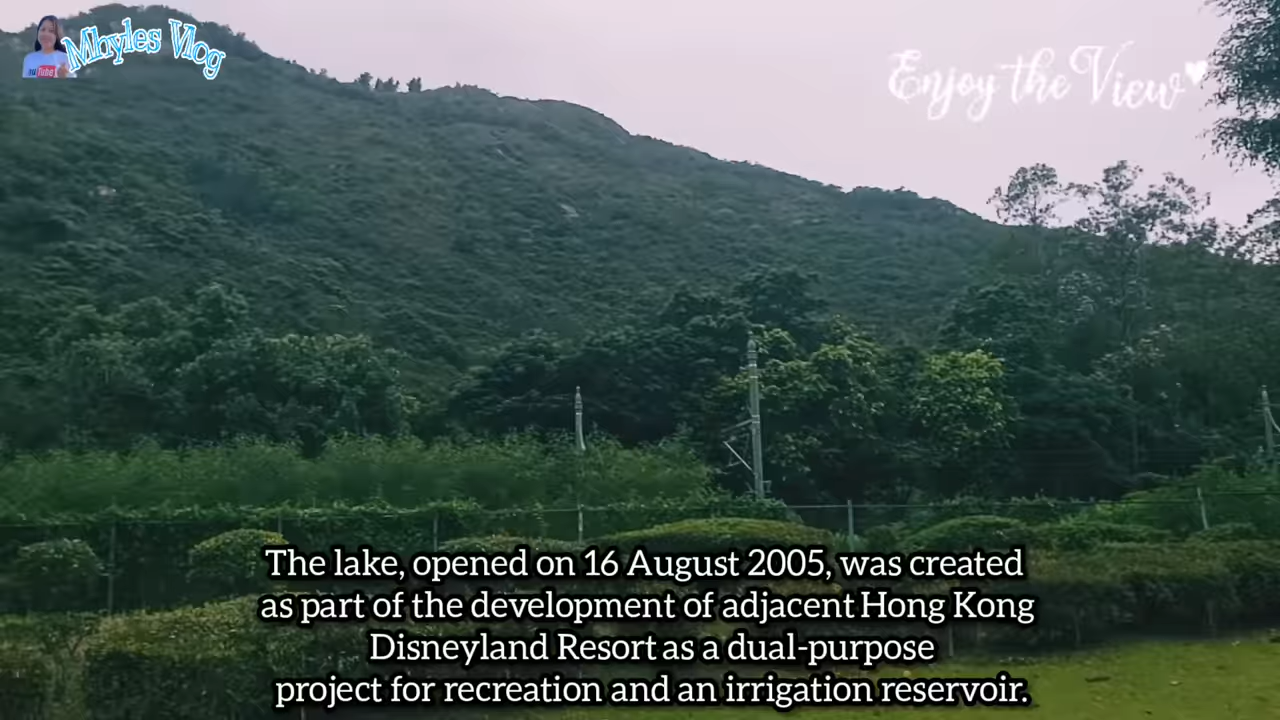 Mhyles Vlog
Enjoy the View
The lake, opened on 16 August 2005, was created
as part of the development of adjacent Hong Kong
Disneyland Resort as a dual-purpose
project for recreation and an irrigation reservoir.